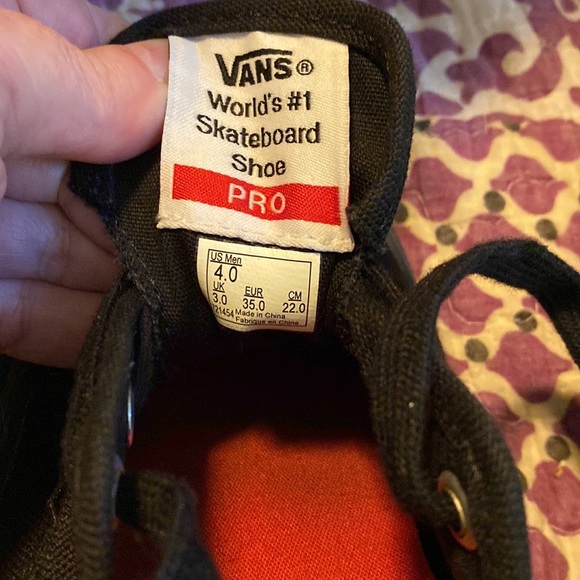 VANS®
World's #1
Skateboard
Shoe
PRO
US Men
4.0
UK EUR CM
3.0 35.0 22.0
721454 Made in China
Fabriqué en Chine